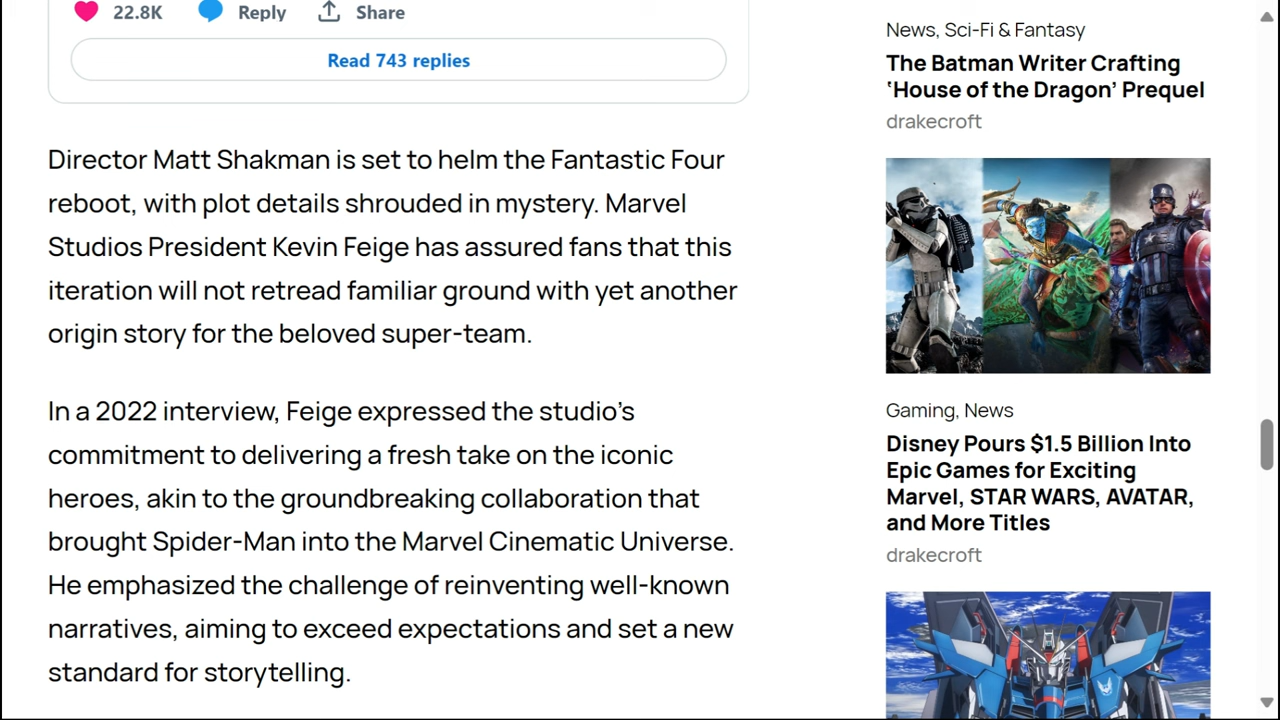 22.8K Reply Share
Read 743 replies
Director Matt Shakman is set to helm the Fantastic Four
reboot, with plot details shrouded in mystery. Marvel
Studios President Kevin Feige has assured fans that this
iteration will not retread familiar ground with yet another
origin story for the beloved super-team.
In a 2022 interview, Feige expressed the studio’s
commitment to delivering a fresh take on the iconic
heroes, akin to the groundbreaking collaboration that
brought Spider-Man into the Marvel Cinematic Universe.
He emphasized the challenge of reinventing well-known
narratives, aiming to exceed expectations and set a new
standard for storytelling.
News, Sci-Fi & Fantasy
The Batman Writer Crafting
‘House of the Dragon’ Prequel
drakecroft
Gaming, News
Disney Pours $1.5 Billion Into
Epic Games for Exciting
Marvel, STAR WARS, AVATAR,
and More Titles
drakecroft